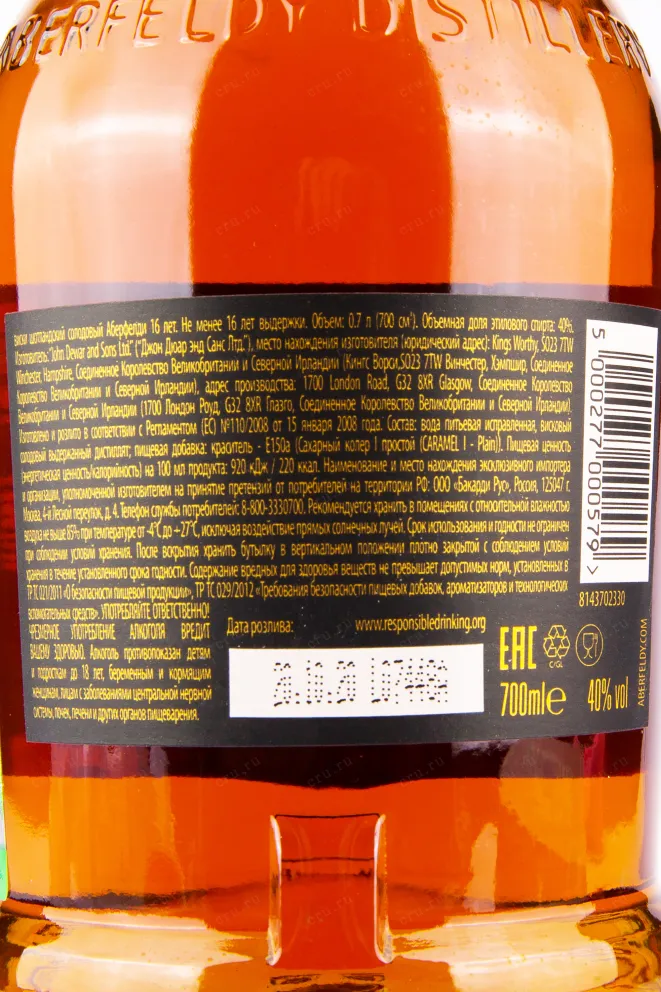 ABERFELDY DISTILLERY
виски шотландский солодовый Аберфелди 16 лет. Не менее 16 лет выдержки. Объем: 0.7 л (700 см³). Объемная доля этилового спирта: 40%.
Изготовитель: "John Dewar and Sons Ltd." ("Джон Дюар энд Санс Лтд."), место нахождения изготовителя (юридический адрес): Kings Worthy, SO23 7TW
Winchester, Hampshire, Соединенное Королевство Великобритании и Северной Ирландии (Кингс Ворси,SO23 7TW Винчестер, Хэмпшир, Соединенное
Королевство Великобритании и Северной Ирландии), адрес производства: 1700 London Road, G32 8XR Glasgow, Соединенное Королевство
Великобритании и Северной Ирландии (1700 Лондон Роуд, G32 8XR Глазго, Соединенное Королевство Великобритании и Северной Ирландии).
Изготовлено и розлито в соответствии с Регламентом (ЕС) №110/2008 от 15 января 2008 года. Состав: вода питьевая исправленная, висковый
солодовый выдержанный дистиллят; пищевая добавка: краситель - E150a (Сахарный колер I простой (CARAMEL I - Plain)). Пищевая ценность
(энергетическая ценность/калорийность) на 100 мл продукта: 920 кДж / 220 ккал. Наименование и место нахождения эксклюзивного импортера
и организации, уполномоченной изготовителем на принятие претензий от потребителей на территории РФ: ООО «Бакарди Рус», Россия, 125047 г.
Москва, 4-й Лесной переулок, д. 4. Телефон службы потребителей: 8-800-3330700. Рекомендуется хранить в помещениях с относительной влажностью
воздуха не выше 85% при температуре от -4°C до +27°C, исключая воздействие прямых солнечных лучей. Срок использования и годности не ограничен
при соблюдении условий хранения. После вскрытия хранить бутылку в вертикальном положении плотно закрытой с соблюдением условий
хранения в течение установленного срока годности. Содержание вредных для здоровья веществ не превышает допустимых норм, установленных в
ТР ТС 021/2011 «О безопасности пищевой продукции», ТР ТС 029/2012 «Требования безопасности пищевых добавок, ароматизаторов и технологических
вспомогательных средств». УПОТРЕБЛЯЙТЕ ОТВЕТСТВЕННО!
ЧРЕЗМЕРНОЕ УПОТРЕБЛЕНИЕ АЛКОГОЛЯ ВРЕДИТ
ВАШЕМУ ЗДОРОВЬЮ. Алкоголь противопоказан детям
и подросткам до 18 лет, беременным и кормящим
женщинам, лицам с заболеваниями центральной нервной
системы, почек, печени и других органов пищеварения.
Дата розлива:
www.responsibledrinking.org
20.10.20
5 000277 000579 >
8143702330
EAC
C/GL
700ml e
40% vol
ABERFELDY.COM
cru.ru